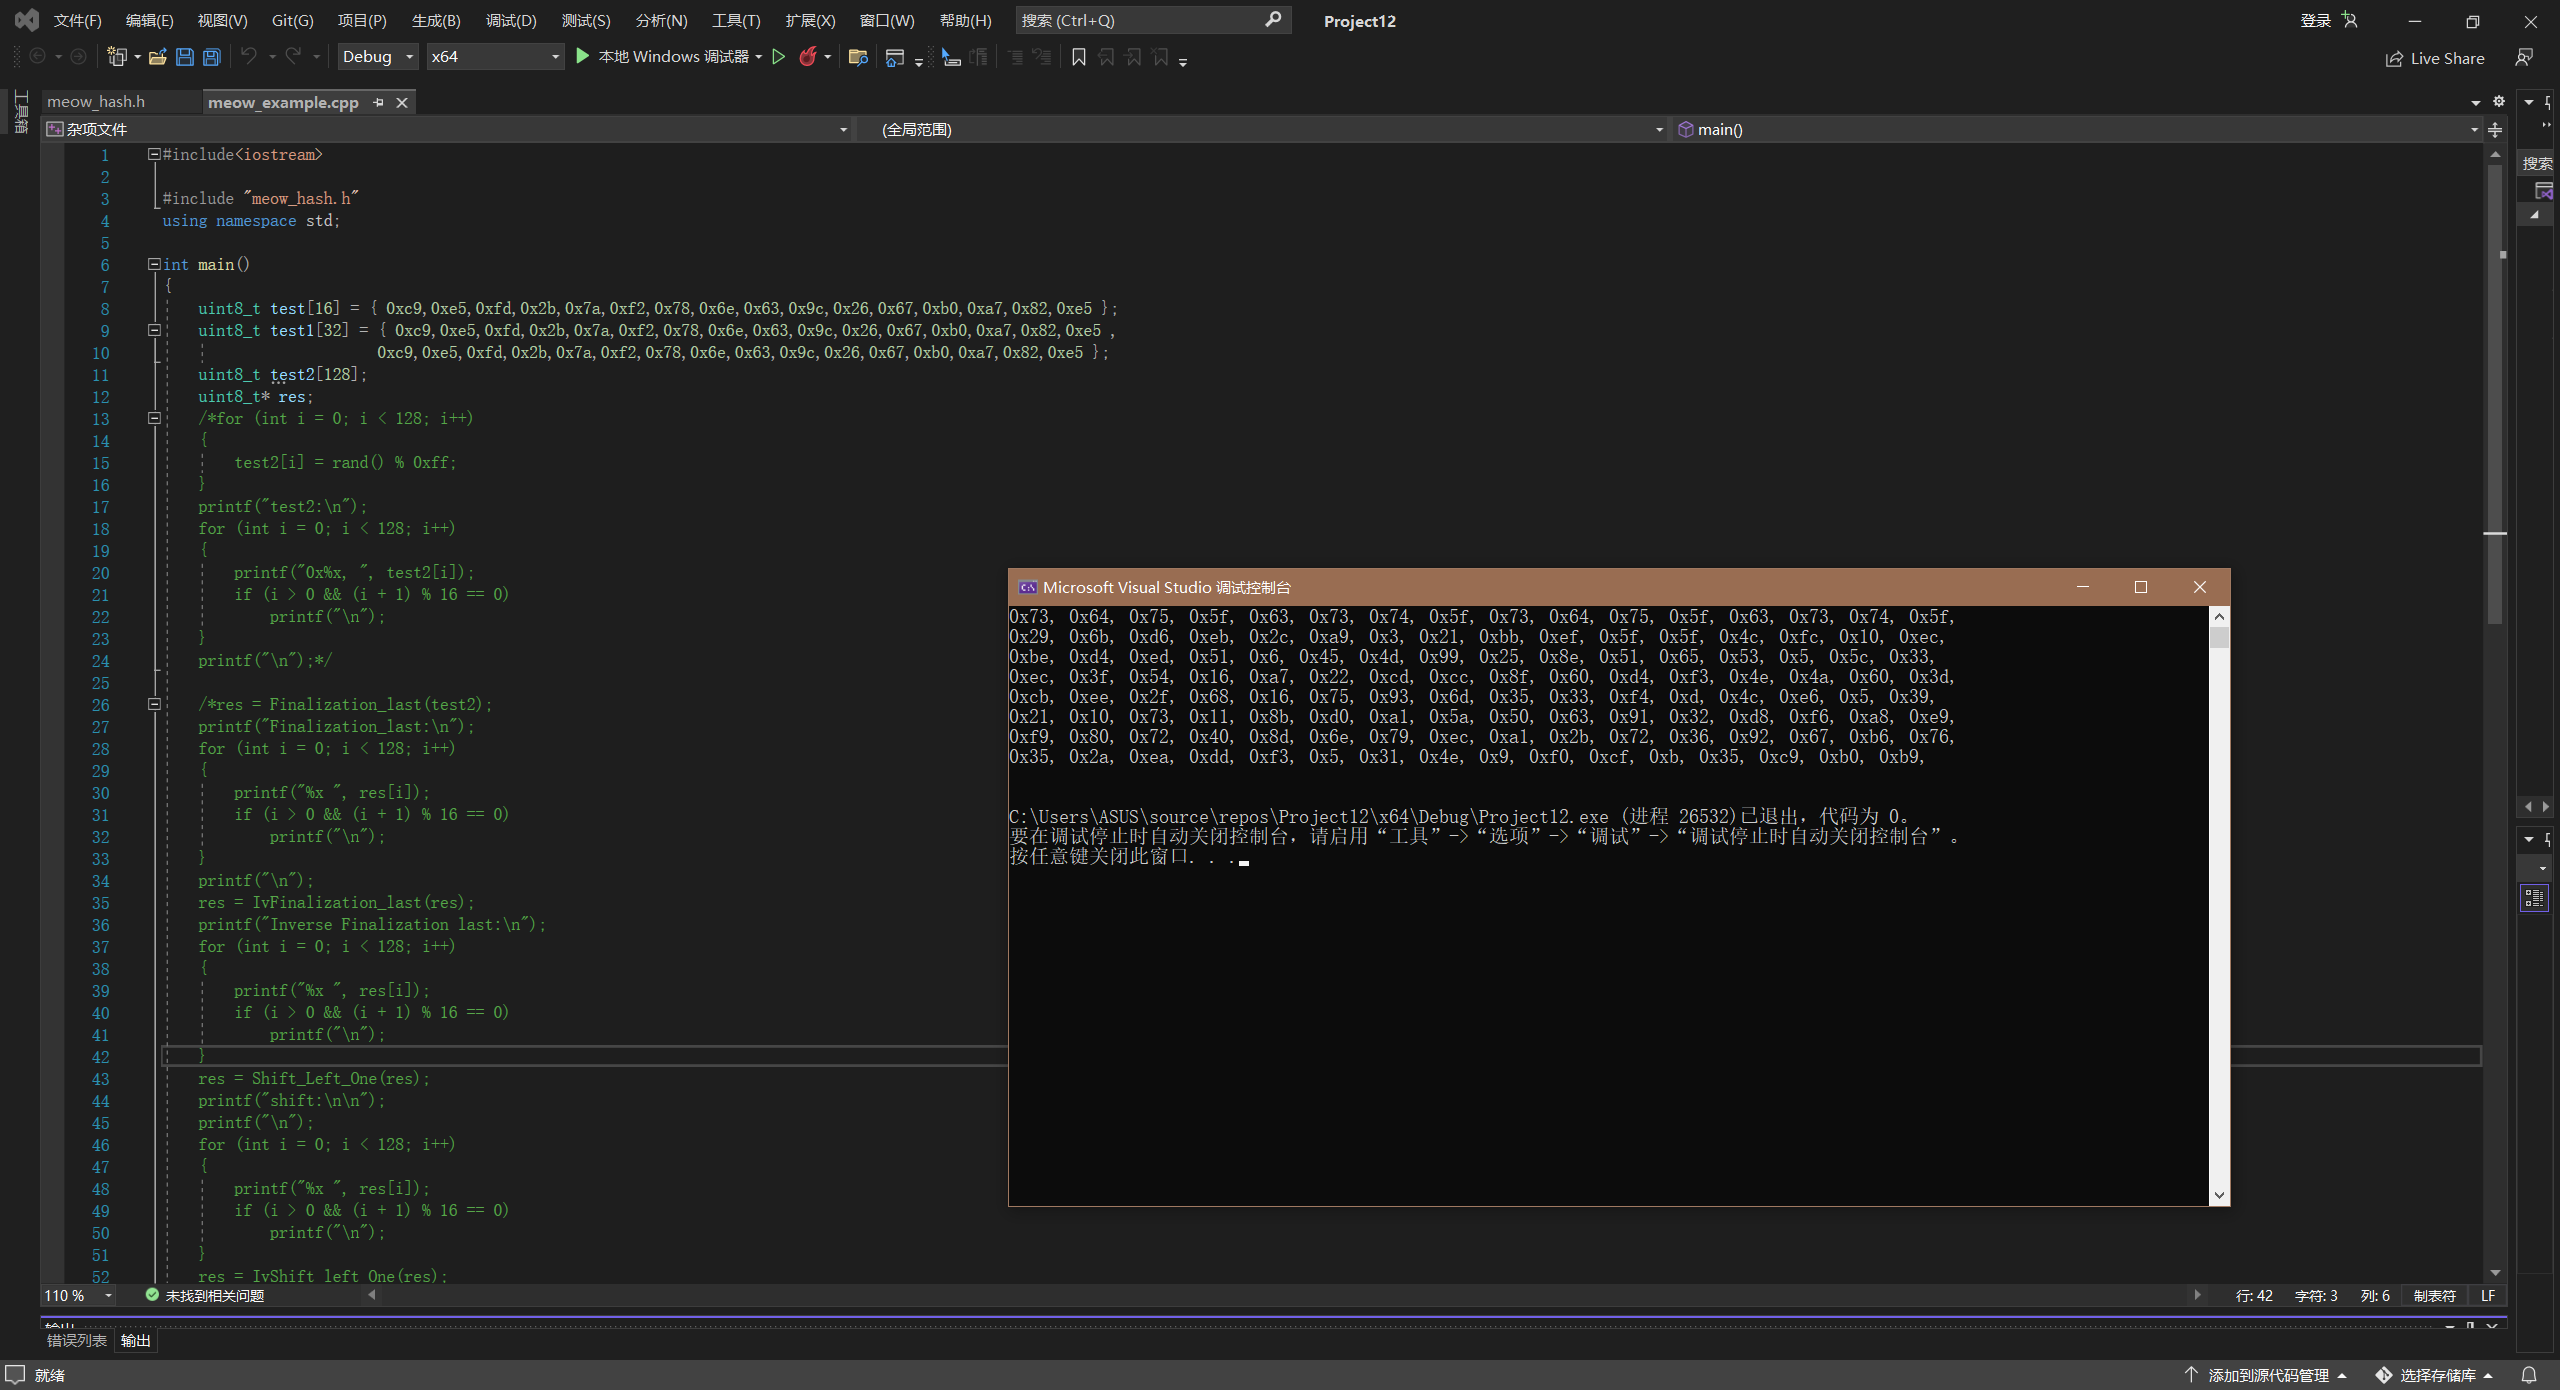 文件(F) 编辑(E) 视图(V) Git(G) 项目(P) 生成(B) 调试(D) 测试(S) 分析(N) 工具(T) 扩展(X) 窗口(W) 帮助(H) 搜索 (Ctrl+Q) Project12 登录
Debug x64 本地 Windows 调试器 Live Share
工具箱
meow_hash.h meow_example.cpp
杂项文件 (全局范围) main()
搜索
1 #include<iostream>
2
3 #include "meow_hash.h"
4 using namespace std;
5
6 int main()
7 {
8 uint8_t test[16] = { 0xc9,0xe5,0xfd,0x2b,0x7a,0xf2,0x78,0x6e,0x63,0x9c,0x26,0x67,0xb0,0xa7,0x82,0xe5 };
9 uint8_t test1[32] = { 0xc9,0xe5,0xfd,0x2b,0x7a,0xf2,0x78,0x6e,0x63,0x9c,0x26,0x67,0xb0,0xa7,0x82,0xe5 ,
10 0xc9,0xe5,0xfd,0x2b,0x7a,0xf2,0x78,0x6e,0x63,0x9c,0x26,0x67,0xb0,0xa7,0x82,0xe5 };
11 uint8_t test2[128];
12 uint8_t* res;
13 /*for (int i = 0; i < 128; i++)
14 {
15 test2[i] = rand() % 0xff;
16 }
17 printf("test2:\n");
18 for (int i = 0; i < 128; i++)
19 {
20 printf("0x%x, ", test2[i]);
21 if (i > 0 && (i + 1) % 16 == 0)
22 printf("\n");
23 }
24 printf("\n");*/
25
26 /*res = Finalization_last(test2);
27 printf("Finalization_last:\n");
28 for (int i = 0; i < 128; i++)
29 {
30 printf("%x ", res[i]);
31 if (i > 0 && (i + 1) % 16 == 0)
32 printf("\n");
33 }
34 printf("\n");
35 res = IvFinalization_last(res);
36 printf("Inverse Finalization last:\n");
37 for (int i = 0; i < 128; i++)
38 {
39 printf("%x ", res[i]);
40 if (i > 0 && (i + 1) % 16 == 0)
41 printf("\n");
42 }
43 res = Shift_Left_One(res);
44 printf("shift:\n\n");
45 printf("\n");
46 for (int i = 0; i < 128; i++)
47 {
48 printf("%x ", res[i]);
49 if (i > 0 && (i + 1) % 16 == 0)
50 printf("\n");
51 }
52 res = IvShift_left_One(res);
Microsoft Visual Studio 调试控制台
0x73, 0x64, 0x75, 0x5f, 0x63, 0x73, 0x74, 0x5f, 0x73, 0x64, 0x75, 0x5f, 0x63, 0x73, 0x74, 0x5f,
0x29, 0x6b, 0xd6, 0xeb, 0x2c, 0xa9, 0x3, 0x21, 0xbb, 0xef, 0x5f, 0x5f, 0x4c, 0xfc, 0x10, 0xec,
0xbe, 0xd4, 0xed, 0x51, 0x6, 0x45, 0x4d, 0x99, 0x25, 0x8e, 0x51, 0x65, 0x53, 0x5, 0x5c, 0x33,
0xec, 0x3f, 0x54, 0x16, 0xa7, 0x22, 0xcd, 0xcc, 0x8f, 0x60, 0xd4, 0xf3, 0x4e, 0x4a, 0x60, 0x3d,
0xcb, 0xee, 0x2f, 0x68, 0x16, 0x75, 0x93, 0x6d, 0x35, 0x33, 0xf4, 0xd, 0x4c, 0xe6, 0x5, 0x39,
0x21, 0x10, 0x73, 0x11, 0x8b, 0xd0, 0xa1, 0x5a, 0x50, 0x63, 0x91, 0x32, 0xd8, 0xf6, 0xa8, 0xe9,
0xf9, 0x80, 0x72, 0x40, 0x8d, 0x6e, 0x79, 0xec, 0xa1, 0x2b, 0x72, 0x36, 0x92, 0x67, 0xb6, 0x76,
0x35, 0x2a, 0xea, 0xdd, 0xf3, 0x5, 0x31, 0x4e, 0x9, 0xf0, 0xcf, 0xb, 0x35, 0xc9, 0xb0, 0xb9,
C:\Users\ASUS\source\repos\Project12\x64\Debug\Project12.exe (进程 26532)已退出，代码为 0。
要在调试停止时自动关闭控制台，请启用“工具”->“选项”->“调试”->“调试停止时自动关闭控制台”。
按任意键关闭此窗口. . .
110 % 未找到相关问题 行: 42 字符: 3 列: 6 制表符 LF
输出
错误列表 输出
就绪 添加到源代码管理 选择存储库